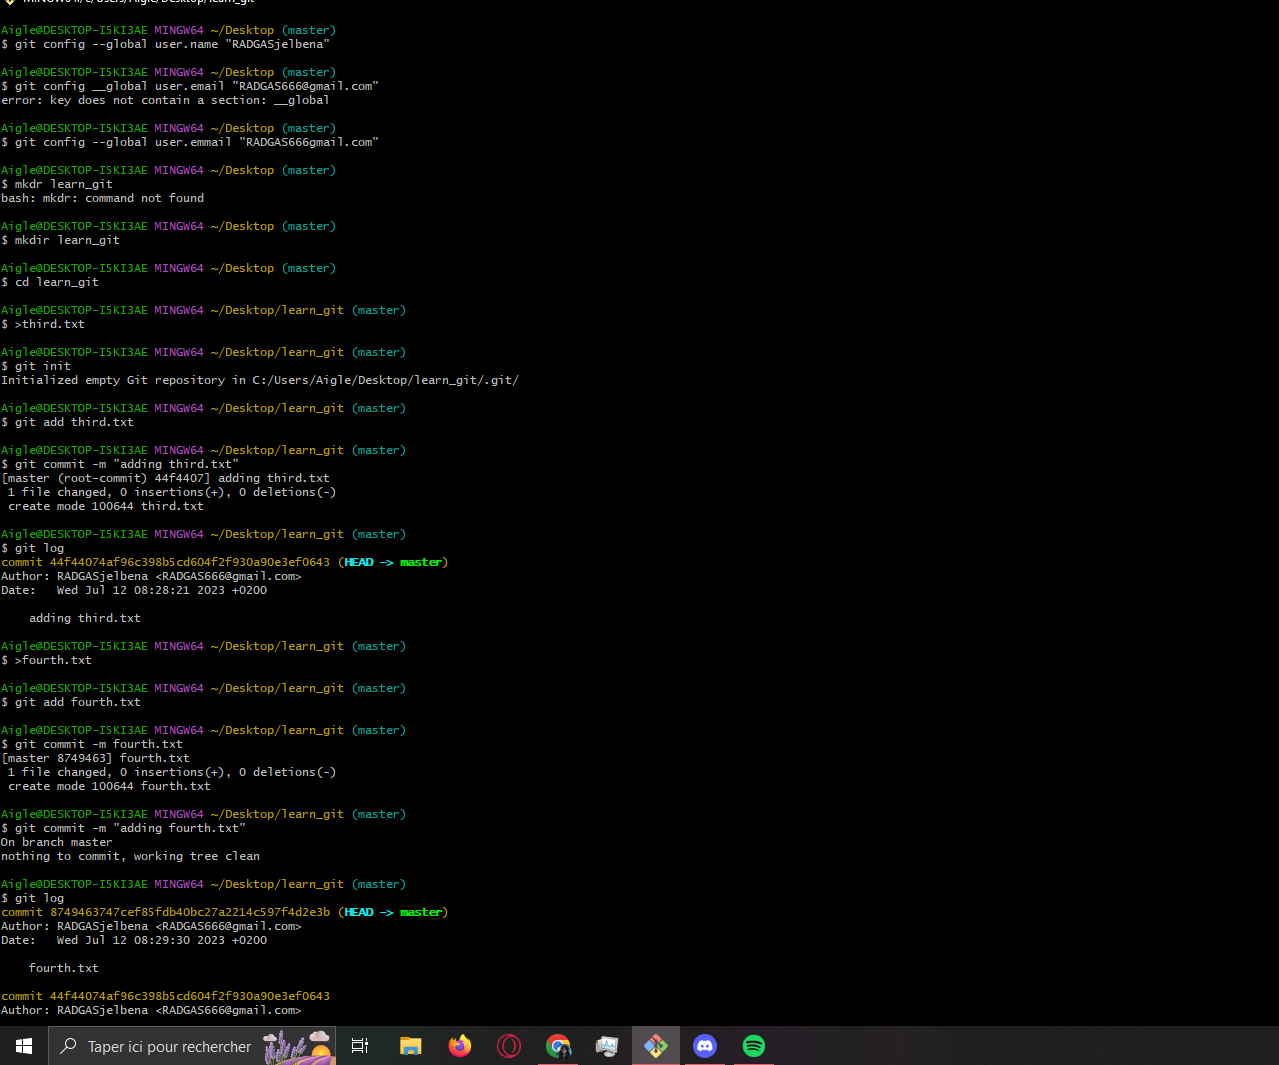 MINGW64:/c/Users/Aigle/Desktop/learn_git
Aigle@DESKTOP-I5KI3AE MINGW64 ~/Desktop (master)
$ git config --global user.name "RADGASjelbena"
Aigle@DESKTOP-I5KI3AE MINGW64 ~/Desktop (master)
$ git config __global user.email "RADGAS666@gmail.com"
error: key does not contain a section: __global
Aigle@DESKTOP-I5KI3AE MINGW64 ~/Desktop (master)
$ git config --global user.emmail "RADGAS666gmail.com"
Aigle@DESKTOP-I5KI3AE MINGW64 ~/Desktop (master)
$ mkdr learn_git
bash: mkdr: command not found
Aigle@DESKTOP-I5KI3AE MINGW64 ~/Desktop (master)
$ mkdir learn_git
Aigle@DESKTOP-I5KI3AE MINGW64 ~/Desktop (master)
$ cd learn_git
Aigle@DESKTOP-I5KI3AE MINGW64 ~/Desktop/learn_git (master)
$ >third.txt
Aigle@DESKTOP-I5KI3AE MINGW64 ~/Desktop/learn_git (master)
$ git init
Initialized empty Git repository in C:/Users/Aigle/Desktop/learn_git/.git/
Aigle@DESKTOP-I5KI3AE MINGW64 ~/Desktop/learn_git (master)
$ git add third.txt
Aigle@DESKTOP-I5KI3AE MINGW64 ~/Desktop/learn_git (master)
$ git commit -m "adding third.txt"
[master (root-commit) 44f4407] adding third.txt
1 file changed, 0 insertions(+), 0 deletions(-)
create mode 100644 third.txt
Aigle@DESKTOP-I5KI3AE MINGW64 ~/Desktop/learn_git (master)
$ git log
commit 44f44074af96c398b5cd604f2f930a90e3ef0643 (HEAD -> master)
Author: RADGASjelbena <RADGAS666@gmail.com>
Date:   Wed Jul 12 08:28:21 2023 +0200
adding third.txt
Aigle@DESKTOP-I5KI3AE MINGW64 ~/Desktop/learn_git (master)
$ >fourth.txt
Aigle@DESKTOP-I5KI3AE MINGW64 ~/Desktop/learn_git (master)
$ git add fourth.txt
Aigle@DESKTOP-I5KI3AE MINGW64 ~/Desktop/learn_git (master)
$ git commit -m fourth.txt
[master 8749463] fourth.txt
1 file changed, 0 insertions(+), 0 deletions(-)
create mode 100644 fourth.txt
Aigle@DESKTOP-I5KI3AE MINGW64 ~/Desktop/learn_git (master)
$ git commit -m "adding fourth.txt"
On branch master
nothing to commit, working tree clean
Aigle@DESKTOP-I5KI3AE MINGW64 ~/Desktop/learn_git (master)
$ git log
commit 8749463747cef85fdb40bc27a2214c597f4d2e3b (HEAD -> master)
Author: RADGASjelbena <RADGAS666@gmail.com>
Date:   Wed Jul 12 08:29:30 2023 +0200
fourth.txt
commit 44f44074af96c398b5cd604f2f930a90e3ef0643
Author: RADGASjelbena <RADGAS666@gmail.com>
Taper ici pour rechercher